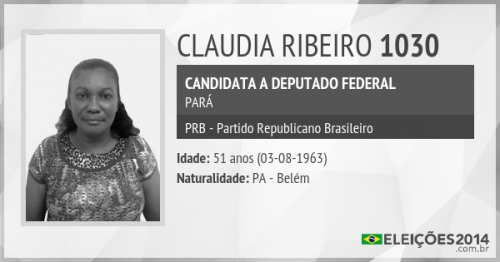 CLAUDIA RIBEIRO 1030
CANDIDATA A DEPUTADO FEDERAL
PARÁ
PRB - Partido Republicano Brasileiro
Idade: 51 anos (03-08-1963)
Naturalidade: PA - Belém
ELEIÇÕES2014
.com.br